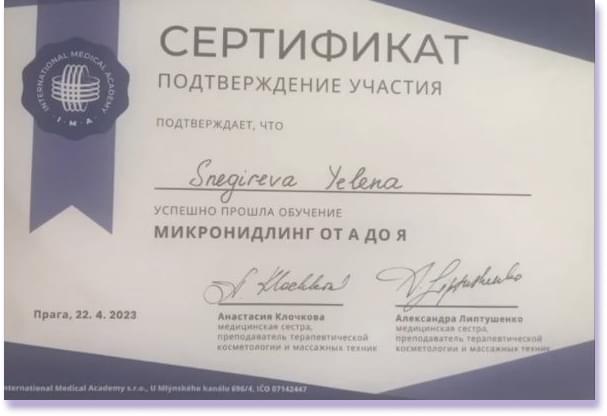 INTERNATIONAL MEDICAL ACADEMY
· I · M · A ·
СЕРТИФИКАТ
ПОДТВЕРЖДЕНИЕ УЧАСТИЯ
ПОДТВЕРЖДАЕТ, ЧТО
Snegireva Yelena
УСПЕШНО ПРОШЛА ОБУЧЕНИЕ
МИКРОНИДЛИНГ ОТ А ДО Я
Прага, 22. 4. 2023
Анастасия Клочкова
медицинская сестра,
преподаватель терапевтической
косметологии и массажных техник
Александра Липтушенко
медицинская сестра,
преподаватель терапевтической
косметологии и массажных техник
International Medical Academy s.r.o., U Mlýnského kanálu 696/4, IČO 07142447